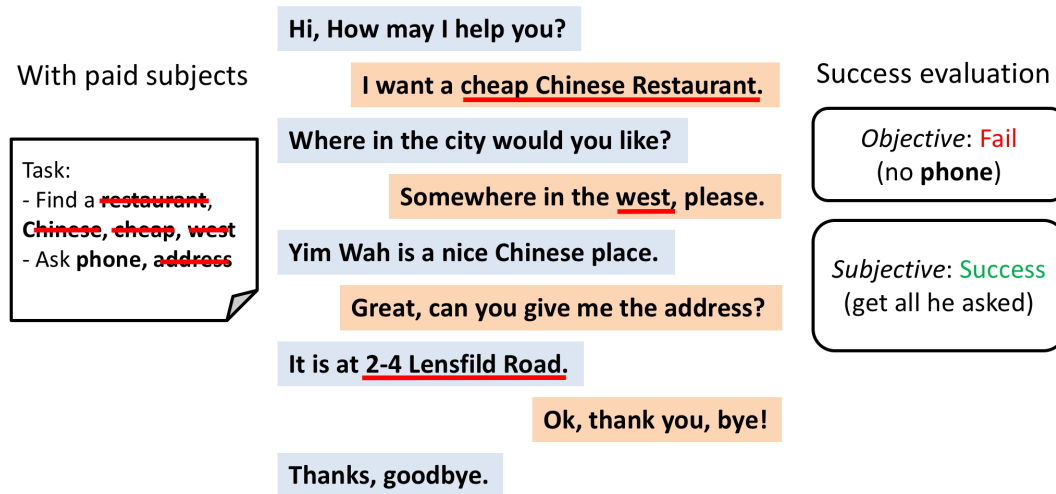 With paid subjects
Task:
- Find a restaurant,
Chinese, cheap, west
- Ask phone, address
Hi, How may I help you?
I want a cheap Chinese Restaurant.
Where in the city would you like?
Somewhere in the west, please.
Yim Wah is a nice Chinese place.
Great, can you give me the address?
It is at 2-4 Lensfild Road.
Ok, thank you, bye!
Thanks, goodbye.
Success evaluation
Objective: Fail
(no phone)
Subjective: Success
(get all he asked)